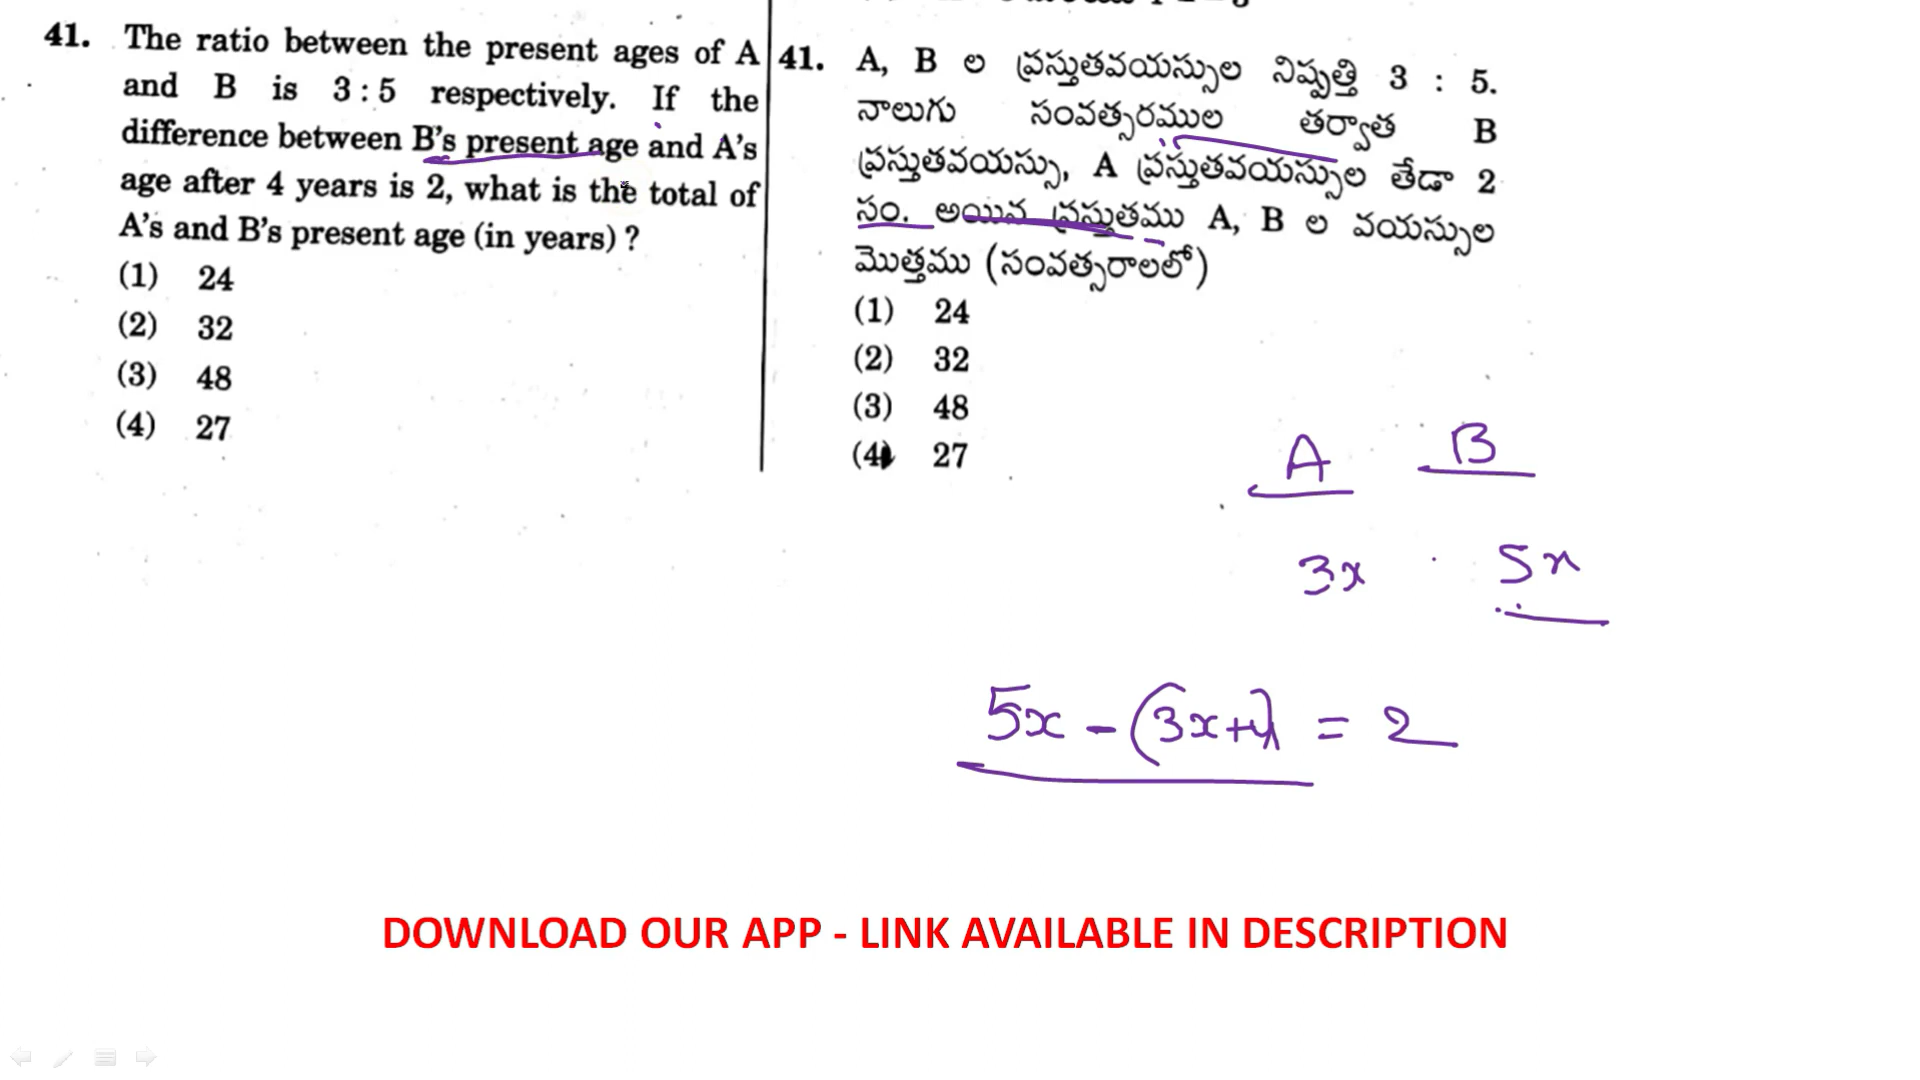 41. The ratio between the present ages of A
and B is 3 : 5 respectively. If the
difference between B's present age and A's
age after 4 years is 2, what is the total of
A's and B's present age (in years) ?
(1) 24
(2) 32
(3) 48
(4) 27
41. A, B ల ప్రస్తుతవయస్సుల నిష్పత్తి 3 : 5.
నాలుగు సంవత్సరముల తర్వాత B
ప్రస్తుతవయస్సు, A ప్రస్తుతవయస్సుల తేడా 2
సం. అయిన ప్రస్తుతము A, B ల వయస్సుల
మొత్తము (సంవత్సరాలలో)
(1) 24
(2) 32
(3) 48
(4) 27
A B
3x 5x
5x - (3x+4) = 2
DOWNLOAD OUR APP - LINK AVAILABLE IN DESCRIPTION